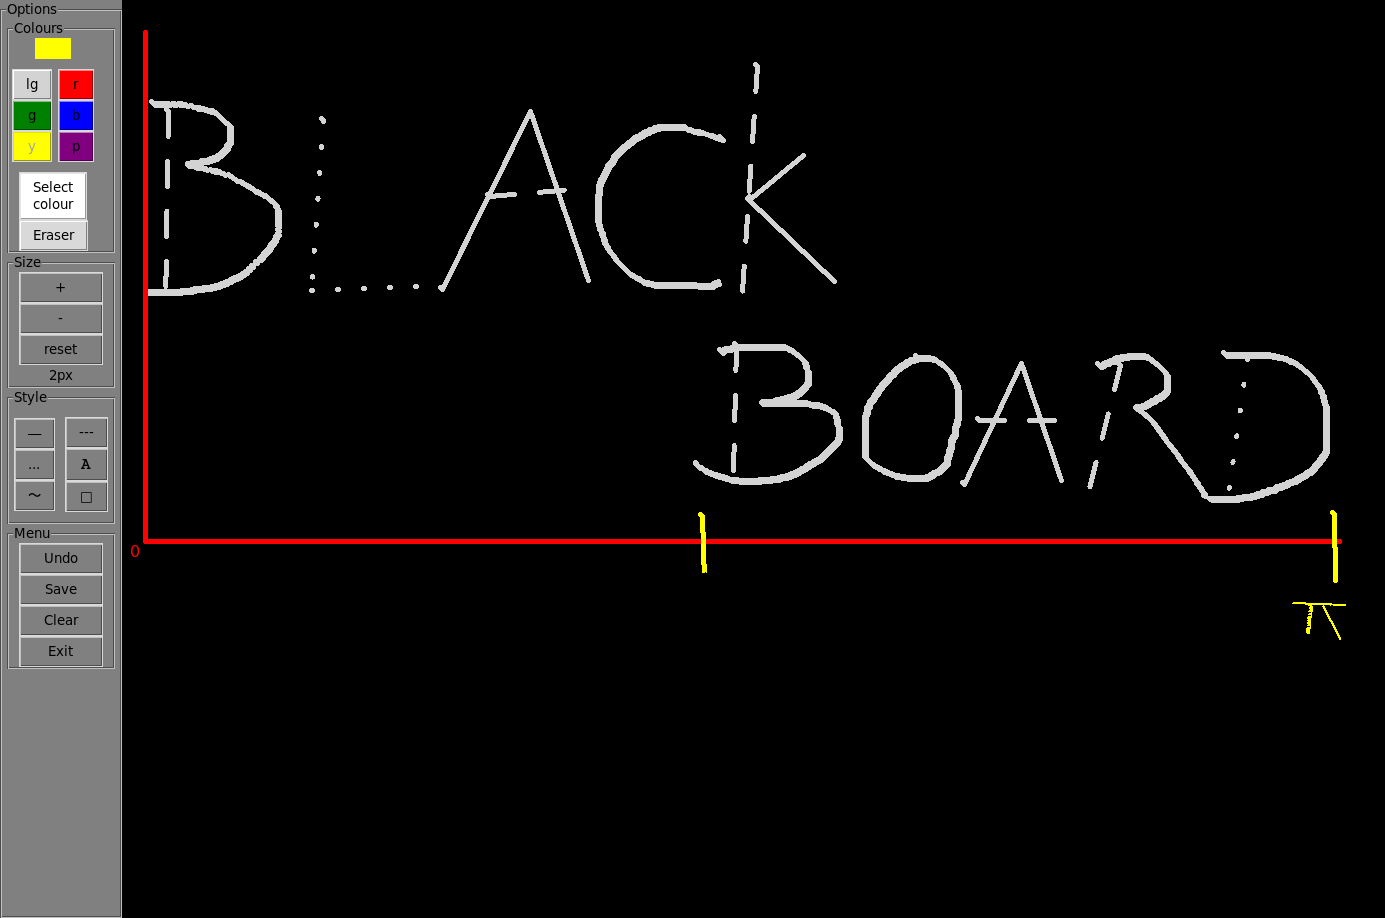 Options
Colours
lg r
g b
y p
Select
colour
Eraser
Size
+
-
reset
2px
Style
— ---
... A
~ □
Menu
Undo
Save
Clear
Exit
BLACK
BOARD
0
π